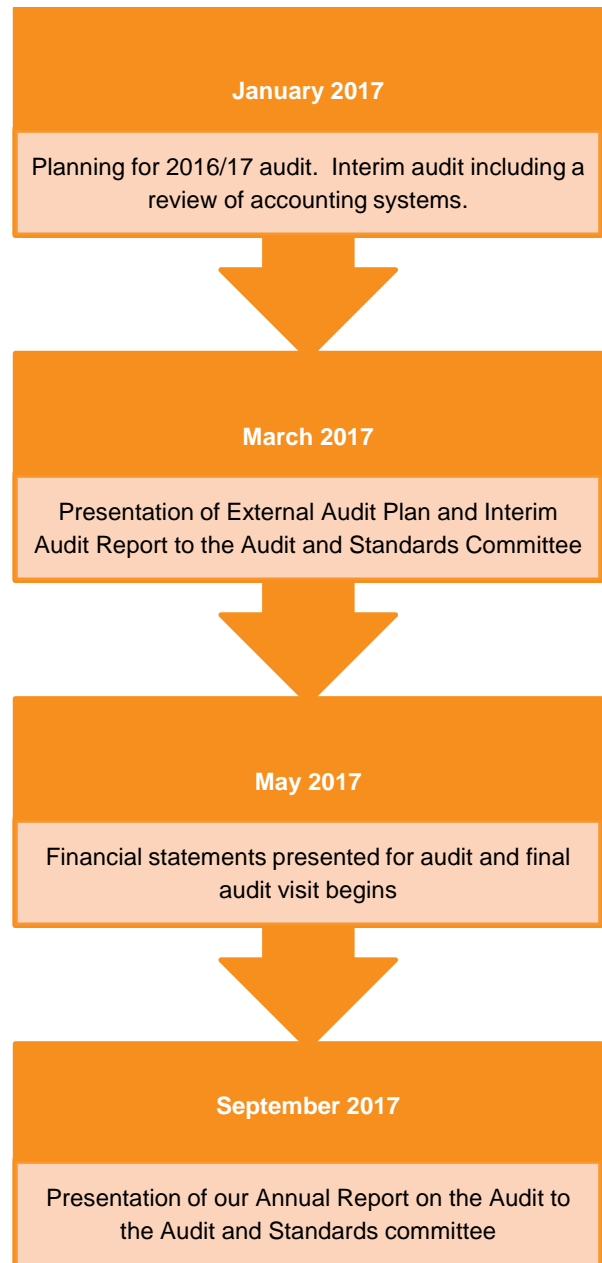 January 2017
Planning for 2016/17 audit.  Interim audit including a
review of accounting systems.
March 2017
Presentation of External Audit Plan and Interim
Audit Report to the Audit and Standards Committee
May 2017
Financial statements presented for audit and final
audit visit begins
September 2017
Presentation of our Annual Report on the Audit to
the Audit and Standards committee